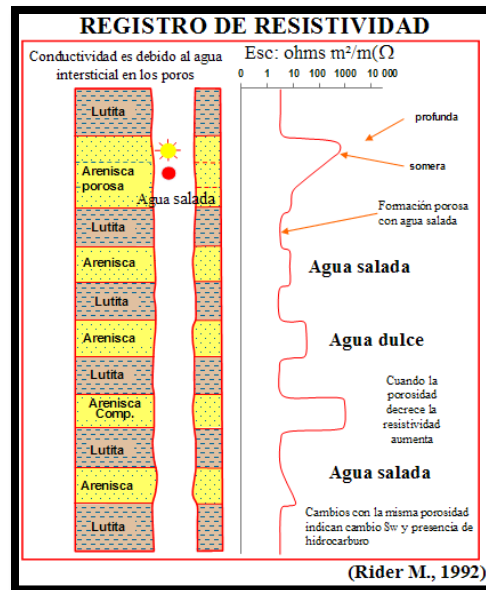 REGISTRO DE RESISTIVIDAD
Conductividad es debido al agua
intersticial en los poros
Esc: ohms m²/m(Ω
0 1 10 100 1000 10 000
Lutita
Arenisca
porosa
Agua salada
Lutita
Arenisca
Lutita
Arenisca
Lutita
Arenisca
Comp.
Lutita
Arenisca
Lutita
profunda
somera
Formación porosa
con agua salada
Agua salada
Agua dulce
Cuando la
porosidad
decrece la
resistividad
aumenta
Agua salada
Cambios con la misma porosidad
indican cambio Sw y presencia de
hidrocarburo
(Rider M., 1992)